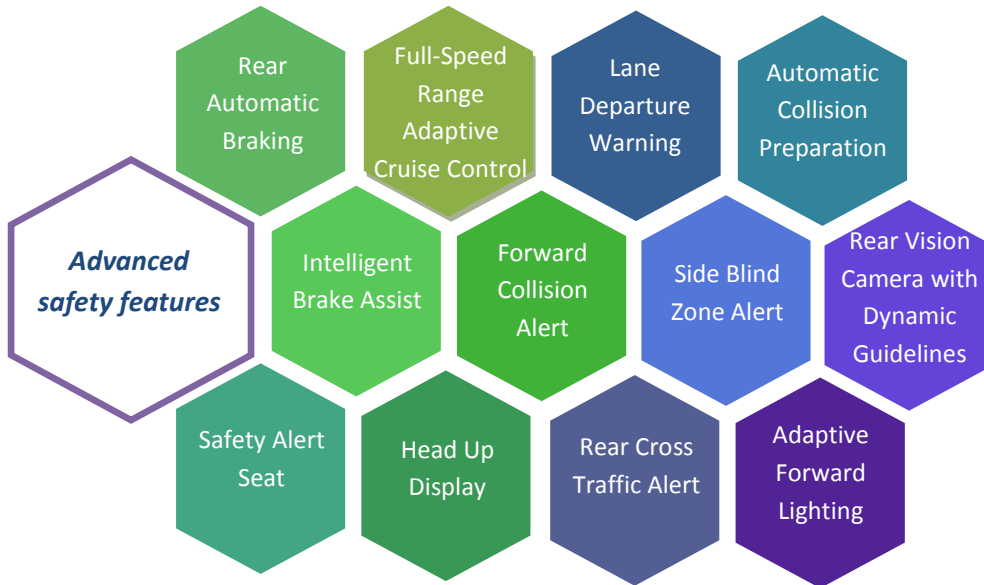 Rear
Automatic
Braking
Full-Speed
Range
Adaptive
Cruise Control
Lane
Departure
Warning
Automatic
Collision
Preparation
Advanced
safety features
Intelligent
Brake Assist
Forward
Collision
Alert
Side Blind
Zone Alert
Rear Vision
Camera with
Dynamic
Guidelines
Safety Alert
Seat
Head Up
Display
Rear Cross
Traffic Alert
Adaptive
Forward
Lighting